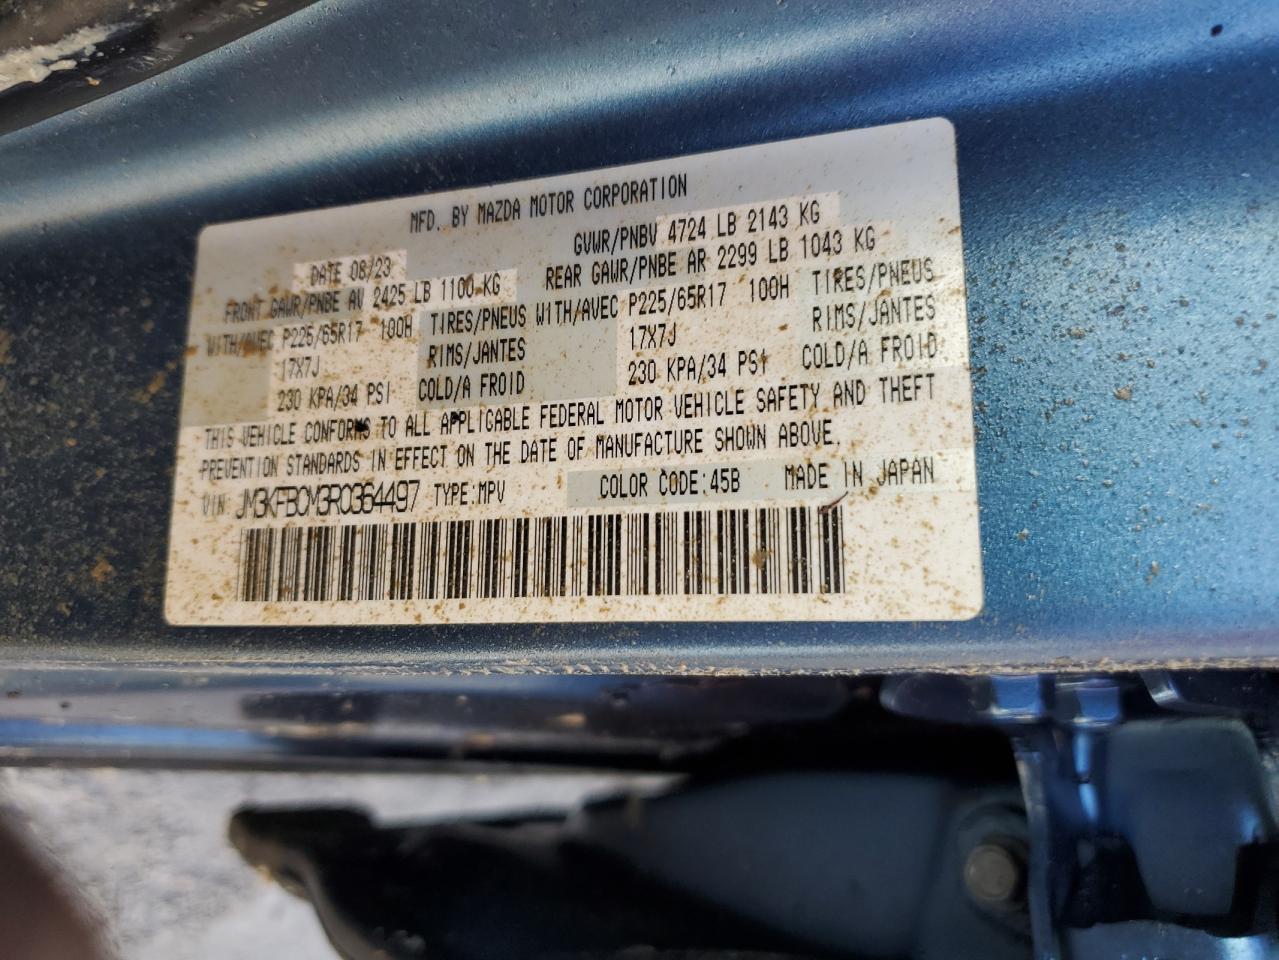 MFD. BY MAZDA MOTOR CORPORATION
DATE 08/23 GVWR/PNBV 4724 LB 2143 KG
FRONT GAWR/PNBE AV 2425 LB 1100 KG REAR GAWR/PNBE AR 2299 LB 1043 KG
WITH/AVEC P225/65R17 100H TIRES/PNEUS WITH/AVEC P225/65R17 100H TIRES/PNEUS
17X7J RIMS/JANTES 17X7J RIMS/JANTES
230 KPA/34 PSI COLD/A FROID 230 KPA/34 PSI COLD/A FROID
THIS VEHICLE CONFORMS TO ALL APPLICABLE FEDERAL MOTOR VEHICLE SAFETY AND THEFT
PREVENTION STANDARDS IN EFFECT ON THE DATE OF MANUFACTURE SHOWN ABOVE.
VIN JM3KFBCM3R0364497 TYPE:MPV COLOR CODE:45B MADE IN JAPAN